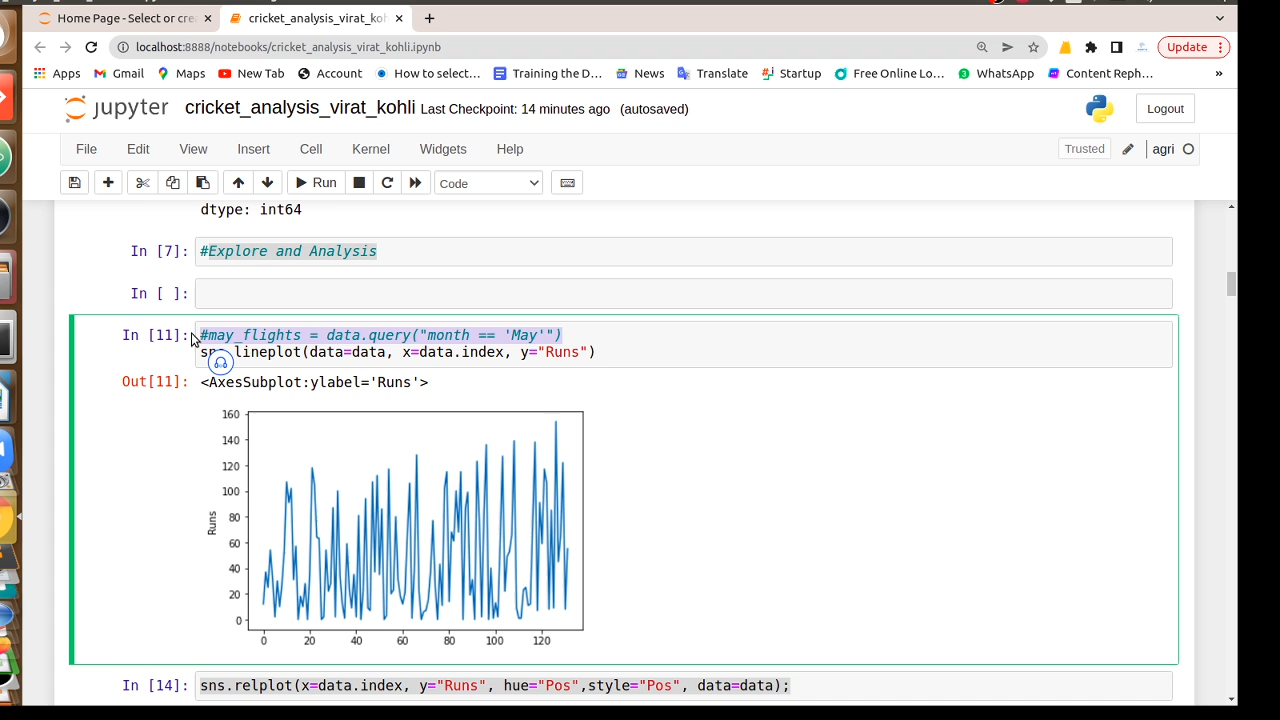 Home Page - Select or cre
cricket_analysis_virat_koh
localhost:8888/notebooks/cricket_analysis_virat_kohli.ipynb
Update
Apps Gmail Maps New Tab Account How to select... Training the D... News Translate Startup Free Online Lo... WhatsApp Content Reph... »
jupyter cricket_analysis_virat_kohli Last Checkpoint: 14 minutes ago (autosaved) Logout
File Edit View Insert Cell Kernel Widgets Help Trusted agri
Run Code
dtype: int64
In [7]: #Explore and Analysis
In [ ]:
In [11]: #may_flights = data.query("month == 'May'")
lineplot(data=data, x=data.index, y="Runs")
Out[11]: <AxesSubplot:ylabel='Runs'>
160
140
120
100
80
60
40
20
0
Runs
0 20 40 60 80 100 120
In [14]: sns.relplot(x=data.index, y="Runs", hue="Pos",style="Pos", data=data);